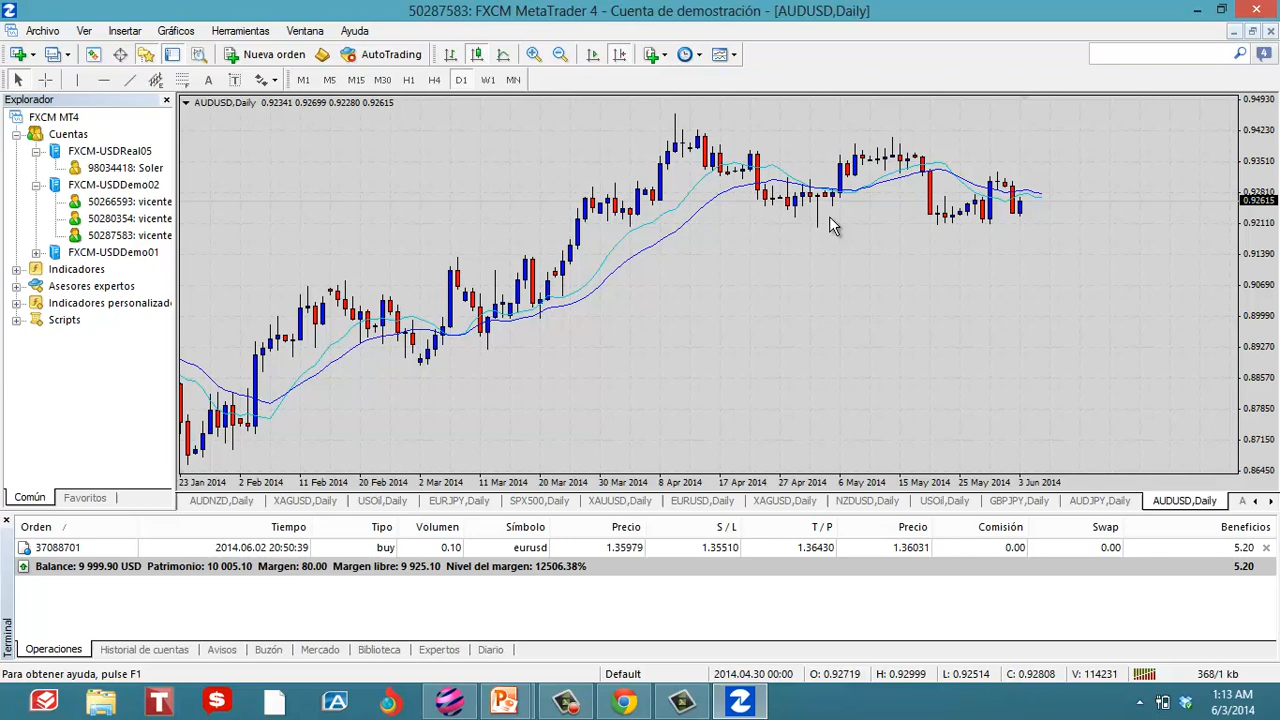 50287583: FXCM MetaTrader 4 - Cuenta de demostración - [AUDUSD,Daily]
Archivo Ver Insertar Gráficos Herramientas Ventana Ayuda
Nueva orden AutoTrading
4
A T M1 M5 M15 M30 H1 H4 D1 W1 MN
Explorador
FXCM MT4
Cuentas
FXCM-USDReal05
98034418: Soler
FXCM-USDDemo02
50266593: vicente
50280354: vicente
50287583: vicente
FXCM-USDDemo01
Indicadores
Asesores expertos
Indicadores personalizado
Scripts
Común Favoritos
AUDUSD,Daily 0.92341 0.92699 0.92280 0.92615
0.94930
0.94230
0.93510
0.92810
0.92615
0.92110
0.91390
0.90690
0.89990
0.89270
0.88570
0.87850
0.87150
0.86450
23 Jan 2014 2 Feb 2014 11 Feb 2014 20 Feb 2014 2 Mar 2014 11 Mar 2014 20 Mar 2014 30 Mar 2014 8 Apr 2014 17 Apr 2014 27 Apr 2014 6 May 2014 15 May 2014 25 May 2014 3 Jun 2014
AUDNZD,Daily XAGUSD,Daily USOil,Daily EURJPY,Daily SPX500,Daily XAUUSD,Daily EURUSD,Daily XAGUSD,Daily NZDUSD,Daily USOil,Daily GBPJPY,Daily AUDJPY,Daily AUDUSD,Daily A
Orden / Tiempo Tipo Volumen Símbolo Precio S / L T / P Precio Comisión Swap Beneficios
37088701 2014.06.02 20:50:39 buy 0.10 eurusd 1.35979 1.35510 1.36430 1.36031 0.00 0.00 5.20
Balance: 9 999.90 USD Patrimonio: 10 005.10 Margen: 80.00 Margen libre: 9 925.10 Nivel del margen: 12506.38% 5.20
Terminal
Operaciones Historial de cuentas Avisos Buzón Mercado Biblioteca Expertos Diario
Para obtener ayuda, pulse F1 Default 2014.04.30 00:00 O: 0.92719 H: 0.92999 L: 0.92514 C: 0.92808 V: 114231 368/1 kb
1:13 AM
6/3/2014